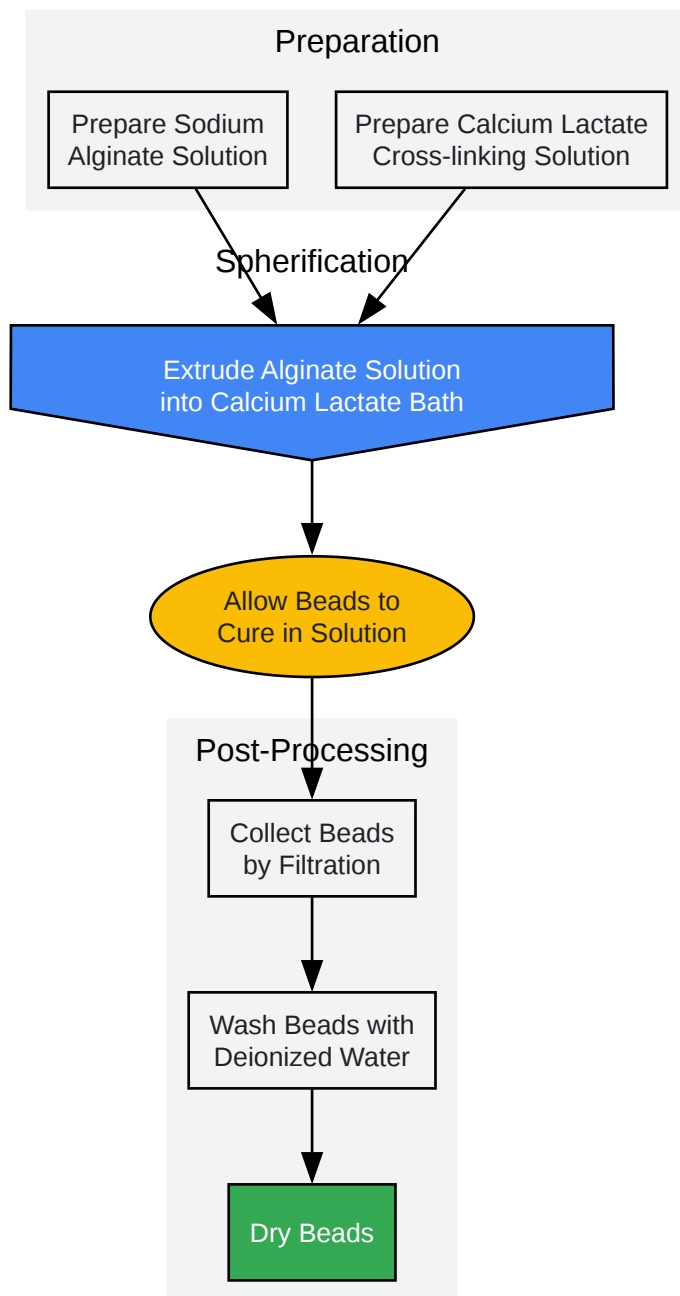 Preparation
Prepare Sodium
Alginate Solution
Prepare Calcium Lactate
Cross-linking Solution
Spherification
Extrude Alginate Solution
into Calcium Lactate Bath
Allow Beads to
Cure in Solution
Post-Processing
Collect Beads
by Filtration
Wash Beads with
Deionized Water
Dry Beads